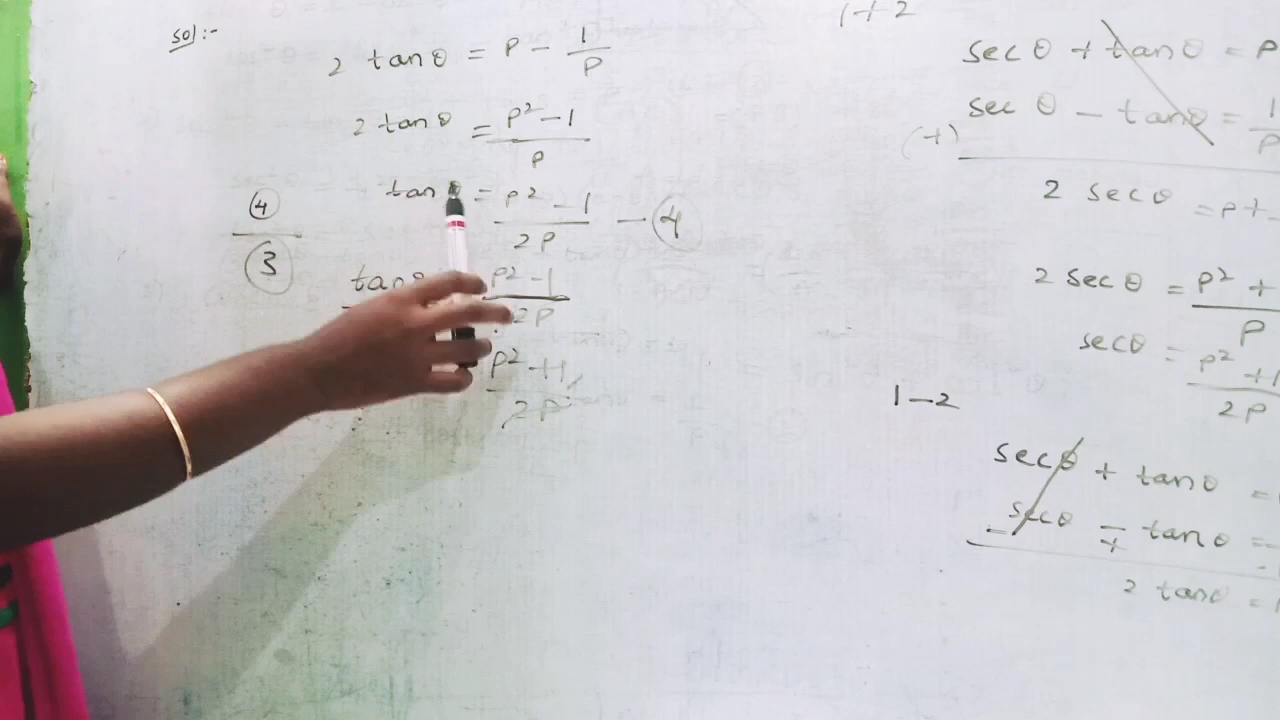 Sol:-
2 tanθ = P - 1/P
2 tanθ = P² - 1/P
tan = P² - 1/2P - ④
④/③
tanθ P² - 1/2P
P² + 1/2P
1+2
secθ + tanθ = P
secθ - tanθ = 1/P
(+)
2 secθ = P +
2 secθ = P² +/P
secθ = P² + 1/2P
1-2
secθ + tanθ =
- secθ - tanθ =
+
2 tanθ =